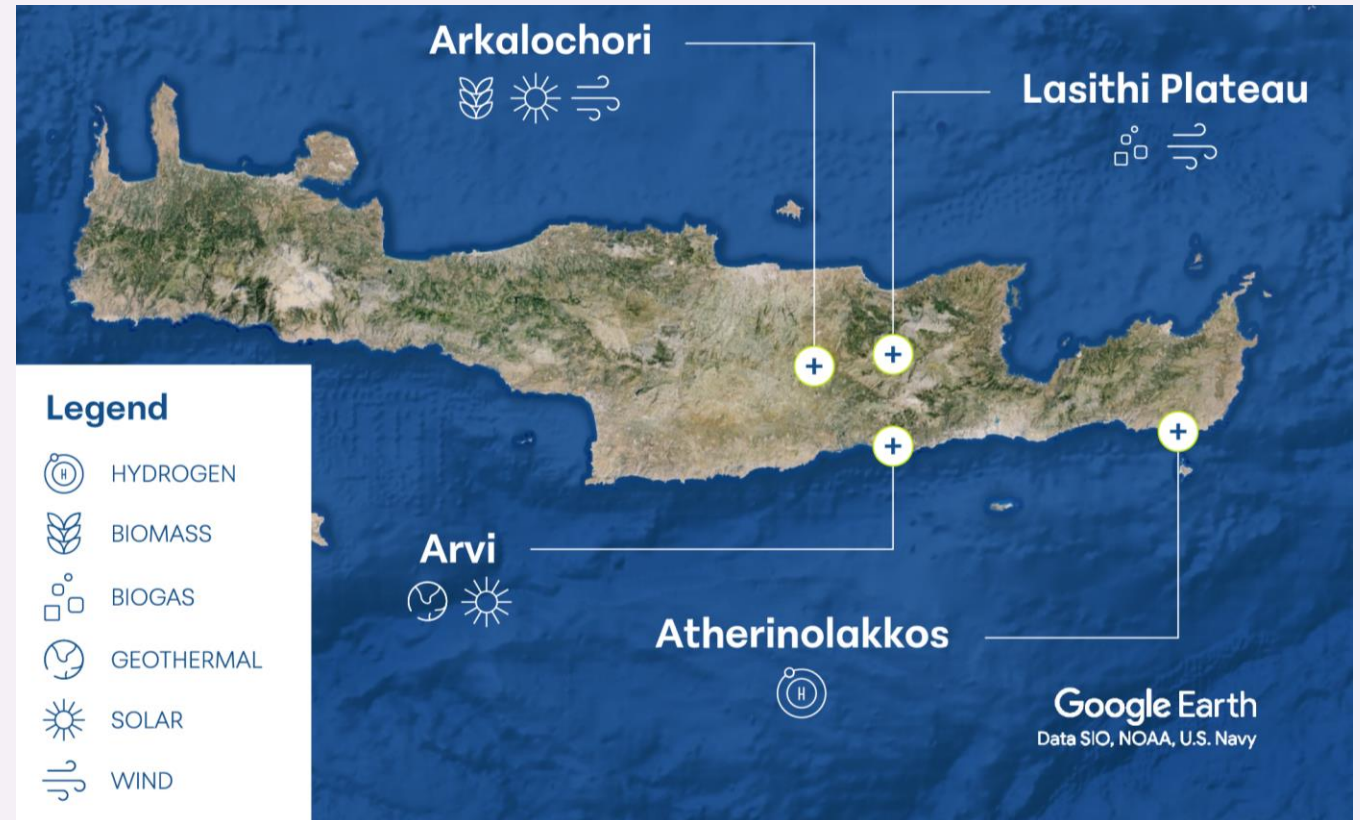 Arkalochori
Lasithi Plateau
Legend
HYDROGEN
BIOMASS
BIOGAS
GEOTHERMAL
SOLAR
WIND
Arvi
Atherinolakkos
H
H
Google Earth
Data SIO, NOAA, U.S. Navy